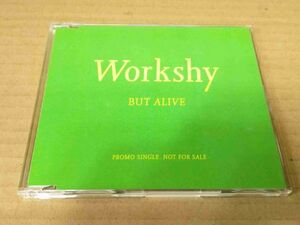 Workshy
BUT ALIVE
PROMO SINGLE NOT FOR SALE